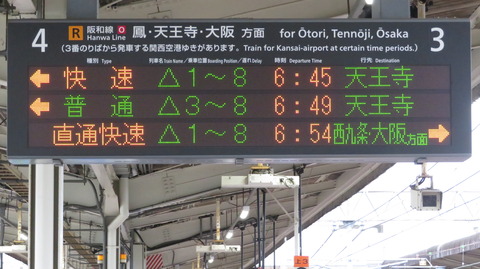 4
R 阪和線 O 鳳・天王寺・大阪 方面 for Ōtori, Tennōji, Ōsaka
Hanwa Line
(3番のりばから発車する関西空港ゆきがあります。 Train for Kansai-airport at certain time periods.)
3
種別 Type 列車名/Train Name 乗車位置/Boarding Position 遅れ Delay 時刻 Departure Time 行先 Destination
← 快速 △1〜8 6:45 天王寺
← 普通 △3〜8 6:49 天王寺
直通快速 △1〜8 6:54 西九条・大阪方面 →
上3